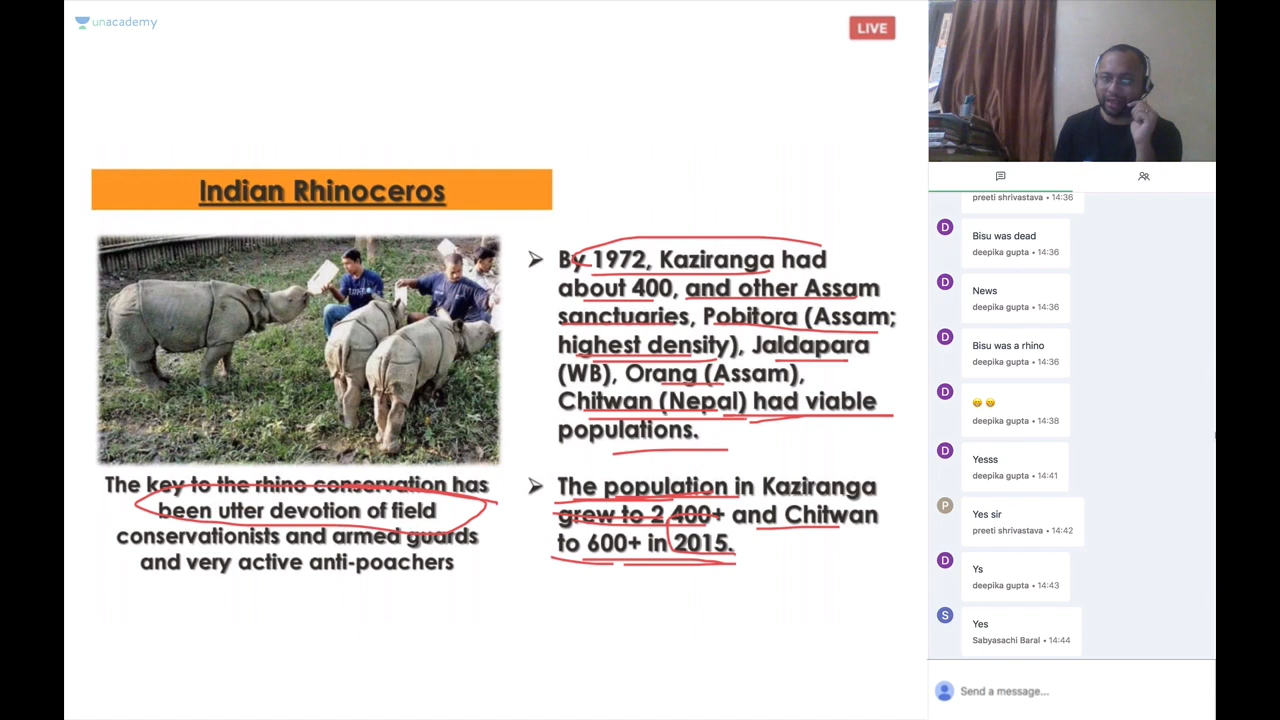 unacademy
LIVE
Indian Rhinoceros
➢ By 1972, Kaziranga had
about 400, and other Assam
sanctuaries, Pobitora (Assam;
highest density), Jaldapara
(WB), Orang (Assam),
Chitwan (Nepal) had viable
populations.
The key to the rhino conservation has
been utter devotion of field
conservationists and armed guards
and very active anti-poachers
➢ The population in Kaziranga
grew to 2 400+ and Chitwan
to 600+ in 2015.
preeti shrivastava • 14:36
D
Bisu was dead
deepika gupta • 14:36
D
News
deepika gupta • 14:36
D
Bisu was a rhino
deepika gupta • 14:36
D
😁 😁
deepika gupta • 14:38
D
Yesss
deepika gupta • 14:41
P
Yes sir
preeti shrivastava • 14:42
D
Ys
deepika gupta • 14:43
S
Yes
Sabyasachi Baral • 14:44
Send a message...